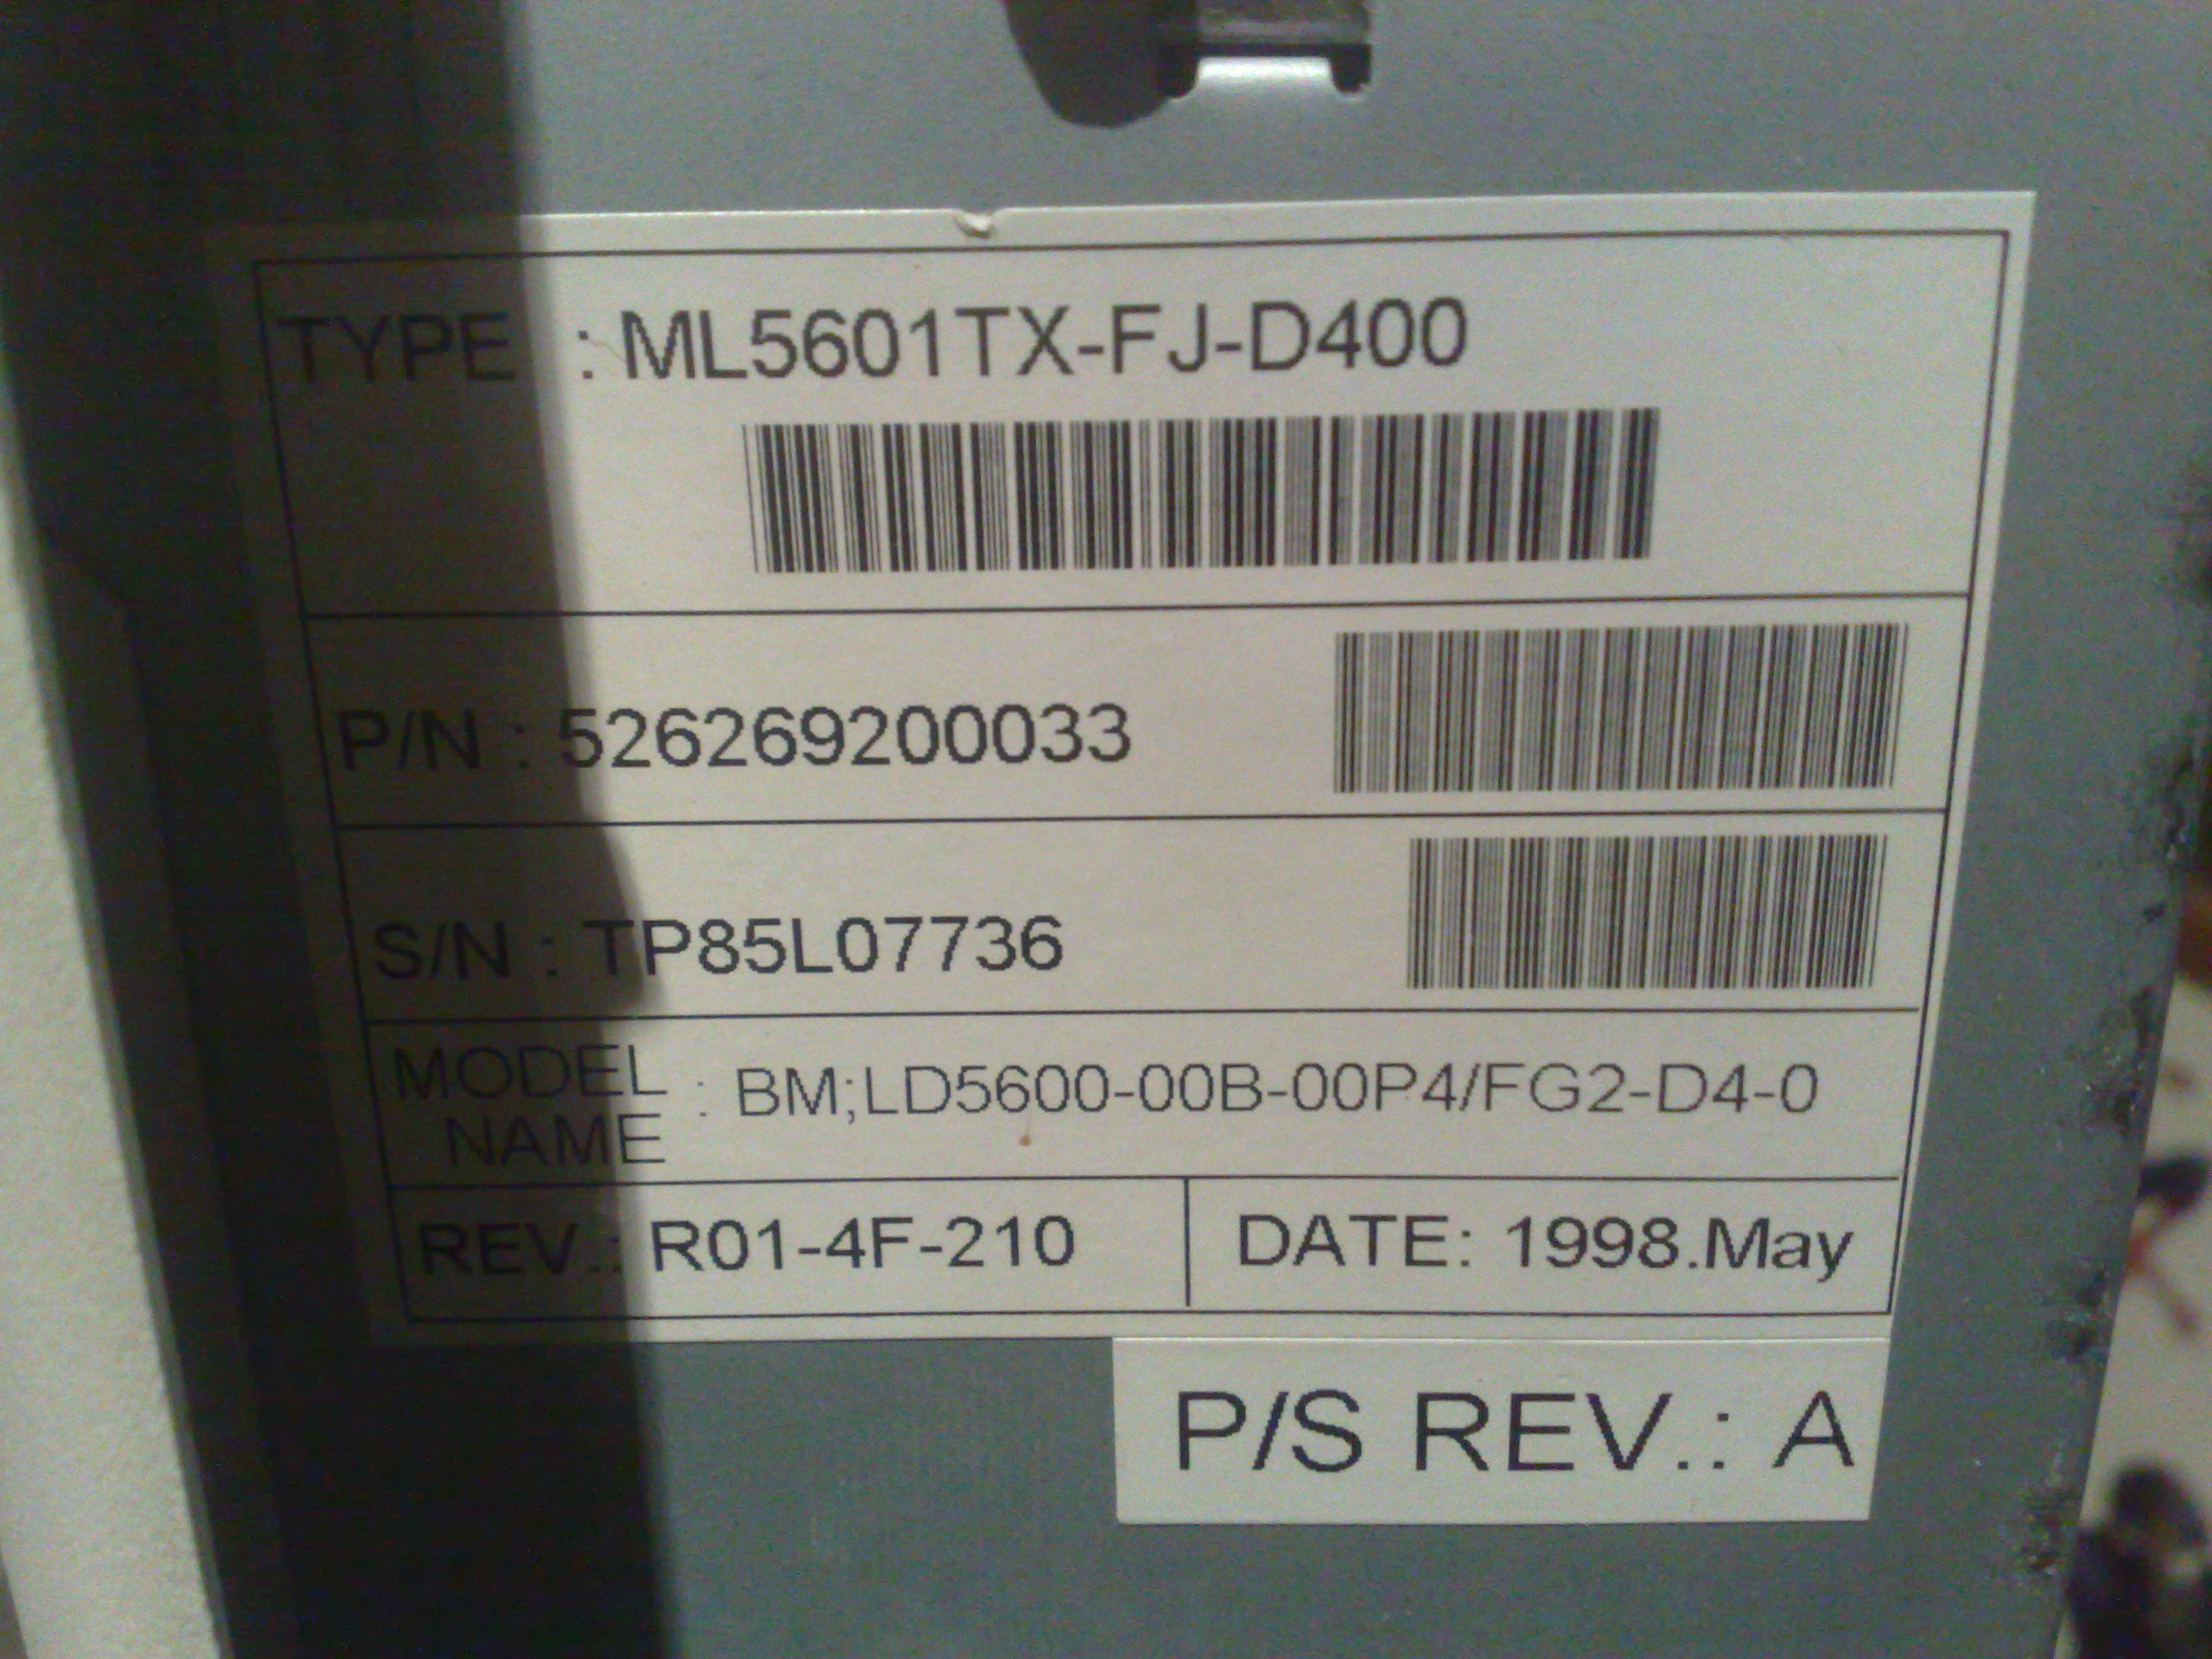 TYPE : ML5601TX-FJ-D400
P/N : 526269200033
S/N : TP85L07736
MODEL NAME : BM;LD5600-00B-00P4/FG2-D4-0
REV.: R01-4F-210
DATE: 1998.May
P/S REV.: A